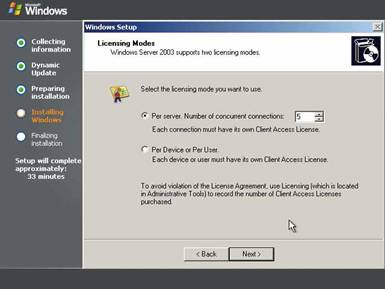 Microsoft
Windows
Collecting
information
Dynamic
Update
Preparing
installation
Installing
Windows
Finalizing
installation
Setup will complete
approximately:
33 minutes
Windows Setup
Licensing Modes
Windows Server 2003 supports two licensing modes.
Select the licensing mode you want to use.
Per server. Number of concurrent connections: 5
Each connection must have its own Client Access License.
Per Device or Per User.
Each device or user must have its own Client Access License.
To avoid violation of the License Agreement, use Licensing (which is located
in Administrative Tools) to record the number of Client Access Licenses
purchased.
< Back Next >